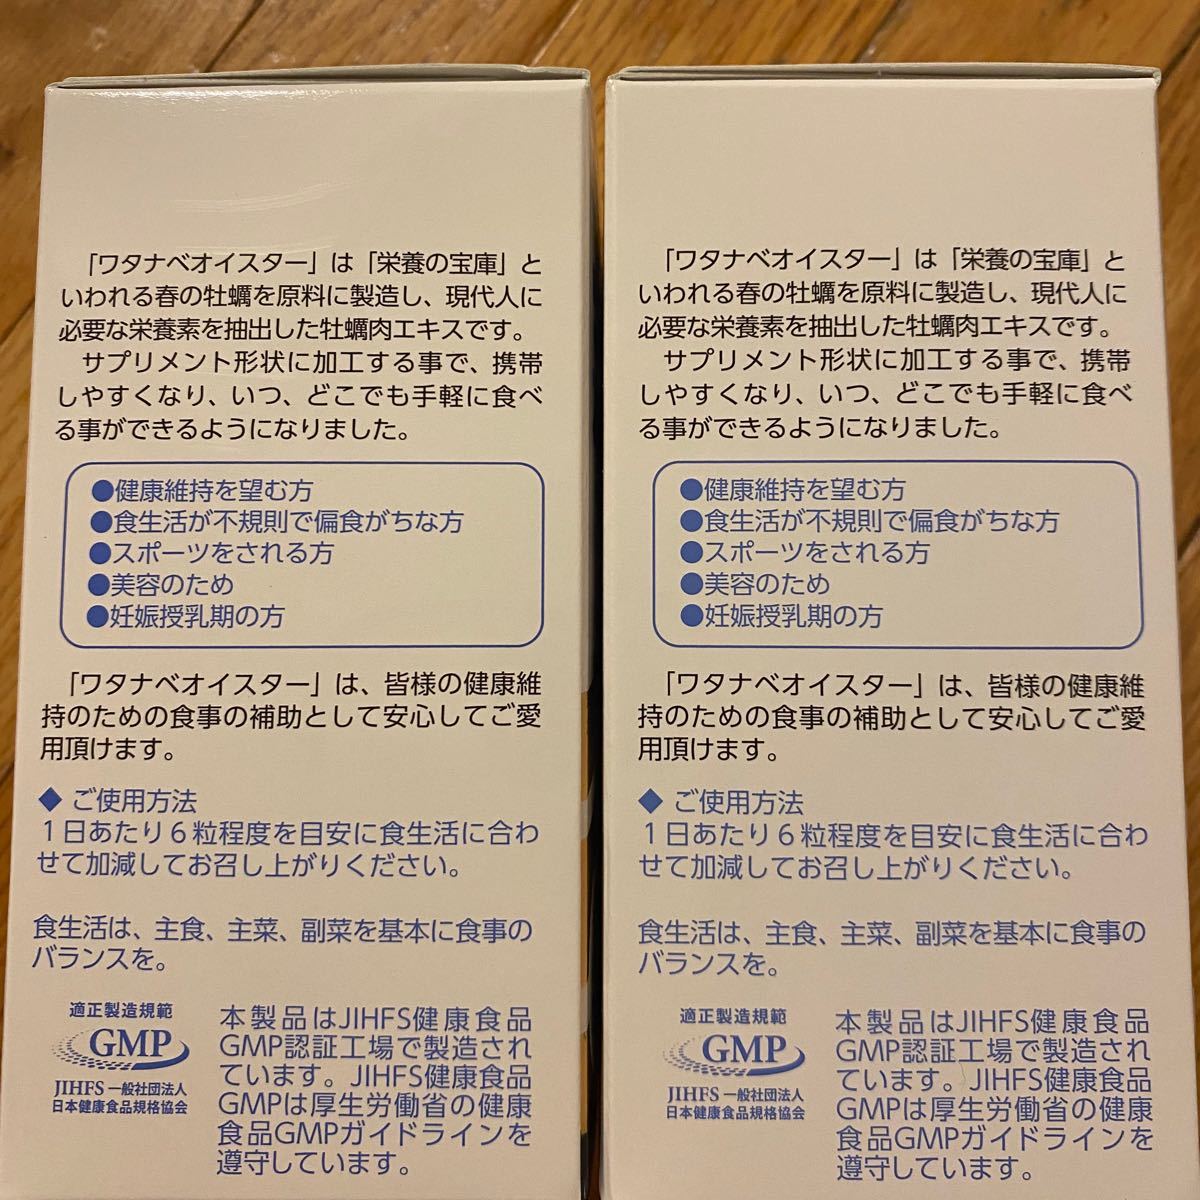 「ワタナベオイスター」は「栄養の宝庫」と
いわれる春の牡蠣を原料に製造し、現代人に
必要な栄養素を抽出した牡蠣肉エキスです。
サプリメント形状に加工する事で、携帯
しやすくなり、いつ、どこでも手軽に食べ
る事ができるようになりました。
●健康維持を望む方
●食生活が不規則で偏食がちな方
●スポーツをされる方
●美容のため
●妊娠授乳期の方
「ワタナベオイスター」は、皆様の健康維
持のための食事の補助として安心してご愛
用頂けます。
◆ ご使用方法
1日あたり6粒程度を目安に食生活に合わ
せて加減してお召し上がりください。
食生活は、主食、主菜、副菜を基本に食事の
バランスを。
適正製造規範
GMP
JIHFS 一般社団法人
日本健康食品規格協会
本製品はJIHFS健康食品
GMP認証工場で製造され
ています。JIHFS健康食品
GMPは厚生労働省の健康
食品GMPガイドラインを
遵守しています。
「ワタナベオイスター」は「栄養の宝庫」と
いわれる春の牡蠣を原料に製造し、現代人に
必要な栄養素を抽出した牡蠣肉エキスです。
サプリメント形状に加工する事で、携帯
しやすくなり、いつ、どこでも手軽に食べ
る事ができるようになりました。
●健康維持を望む方
●食生活が不規則で偏食がちな方
●スポーツをされる方
●美容のため
●妊娠授乳期の方
「ワタナベオイスター」は、皆様の健康維
持のための食事の補助として安心してご愛
用頂けます。
◆ ご使用方法
1日あたり6粒程度を目安に食生活に合わ
せて加減してお召し上がりください。
食生活は、主食、主菜、副菜を基本に食事の
バランスを。
適正製造規範
GMP
JIHFS 一般社団法人
日本健康食品規格協会
本製品はJIHFS健康食品
GMP認証工場で製造され
ています。JIHFS健康食品
GMPは厚生労働省の健康
食品GMPガイドラインを
遵守しています。